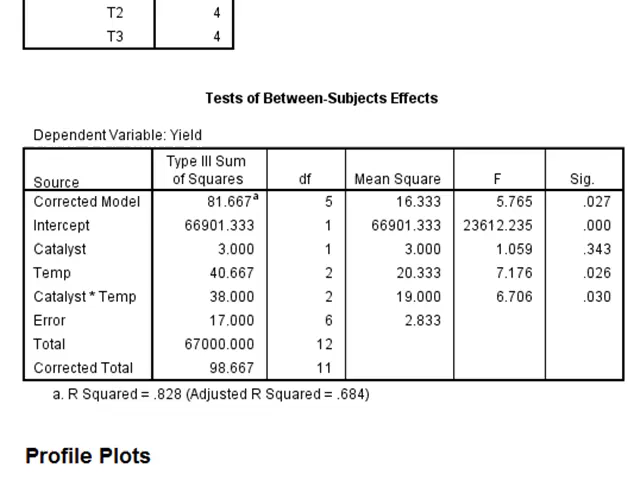 T2 4
T3 4
Tests of Between-Subjects Effects
Dependent Variable: Yield
Source Type III Sum of Squares df Mean Square F Sig.
Corrected Model 81.667a 5 16.333 5.765 .027
Intercept 66901.333 1 66901.333 23612.235 .000
Catalyst 3.000 1 3.000 1.059 .343
Temp 40.667 2 20.333 7.176 .026
Catalyst * Temp 38.000 2 19.000 6.706 .030
Error 17.000 6 2.833
Total 67000.000 12
Corrected Total 98.667 11
a. R Squared = .828 (Adjusted R Squared = .684)
Profile Plots